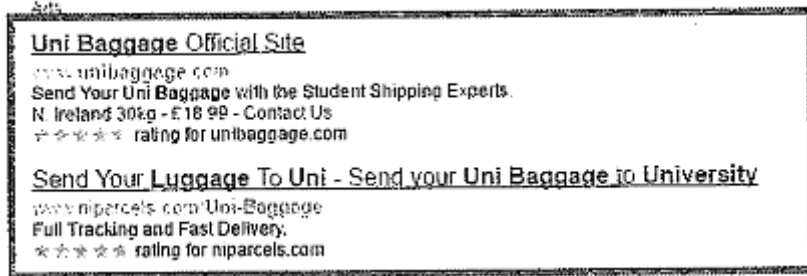 Ads
Uni Baggage Official Site
www.unibaggage.com
Send Your Uni Baggage with the Student Shipping Experts.
N. Ireland 30kg - £18.99 - Contact Us
☆☆☆☆☆ rating for unibaggage.com
Send Your Luggage To Uni - Send your Uni Baggage to University
www.niparcels.com/Uni-Baggage
Full Tracking and Fast Delivery.
☆☆☆☆☆ rating for niparcels.com